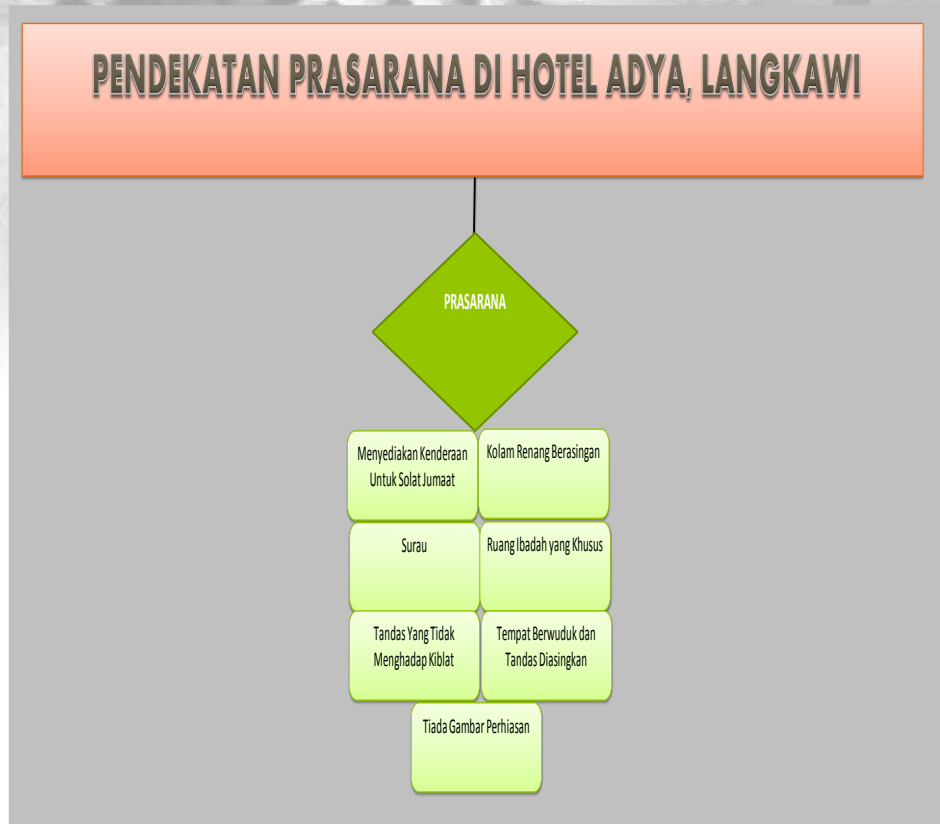 PENDEKATAN PRASARANA DI HOTEL ADYA, LANGKAWI
PRASARANA
Menyediakan Kenderaan
Untuk Solat Jumaat
Kolam Renang Berasingan
Surau
Ruang Ibadah yang Khusus
Tandas Yang Tidak
Menghadap Kiblat
Tempat Berwuduk dan
Tandas Diasingkan
Tiada Gambar Perhiasan